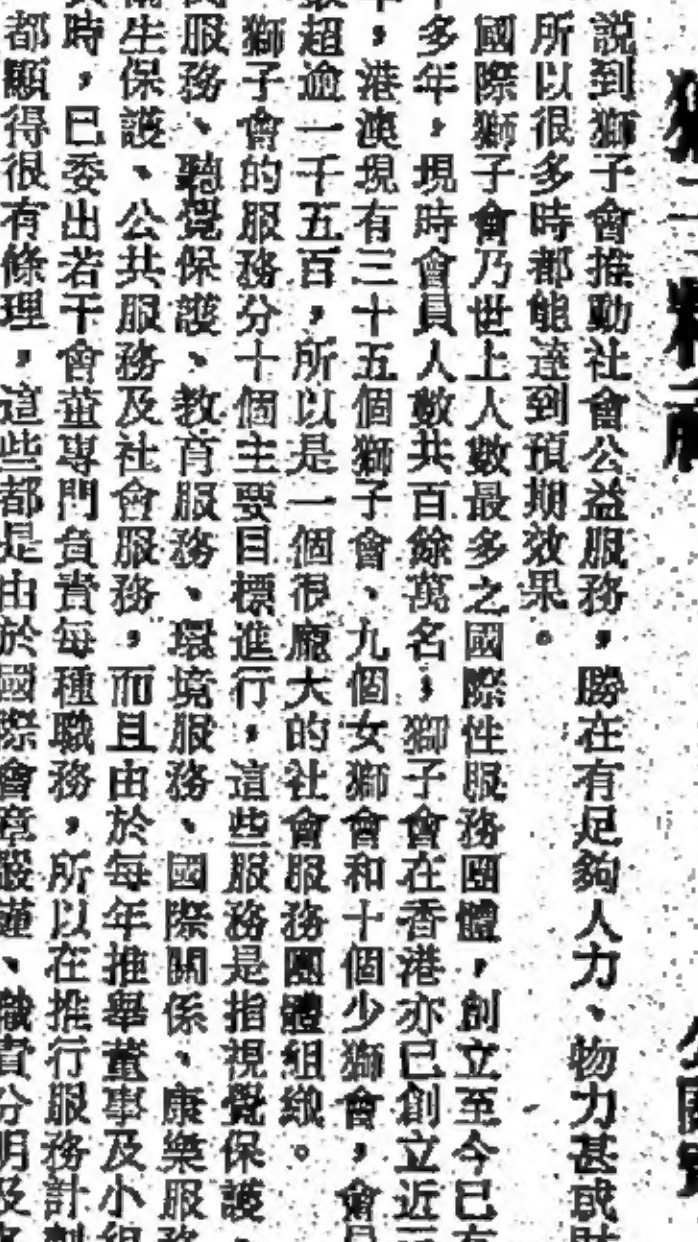 説到獅子會推動社會公益服務，勝在有足夠人力、物力甚或財
所以很多時都能達到預期效果。
國際獅子會乃世上人數最多之國際性服務團體，創立至今已有
多年，現時會員人數共百餘萬名，獅子會在香港亦已創立近三
，港澳現有三十五個獅子會、九個女獅會和十個少獅會，會員
超逾一千五百，所以是一個很龐大的社會服務團體組織。
獅子會的服務分十個主要目標進行，這些服務是指視覺保護、
服務、聽覺保護、教育服務、環境服務、國際關係、康樂服務
生保護、公共服務及社會服務，而且由於每年推舉董事及小組
時，已委出若干會董專門負責每種職務，所以在推行服務計劃
都顯得很有條理，這些都是由於國際會章嚴謹、職責分明及